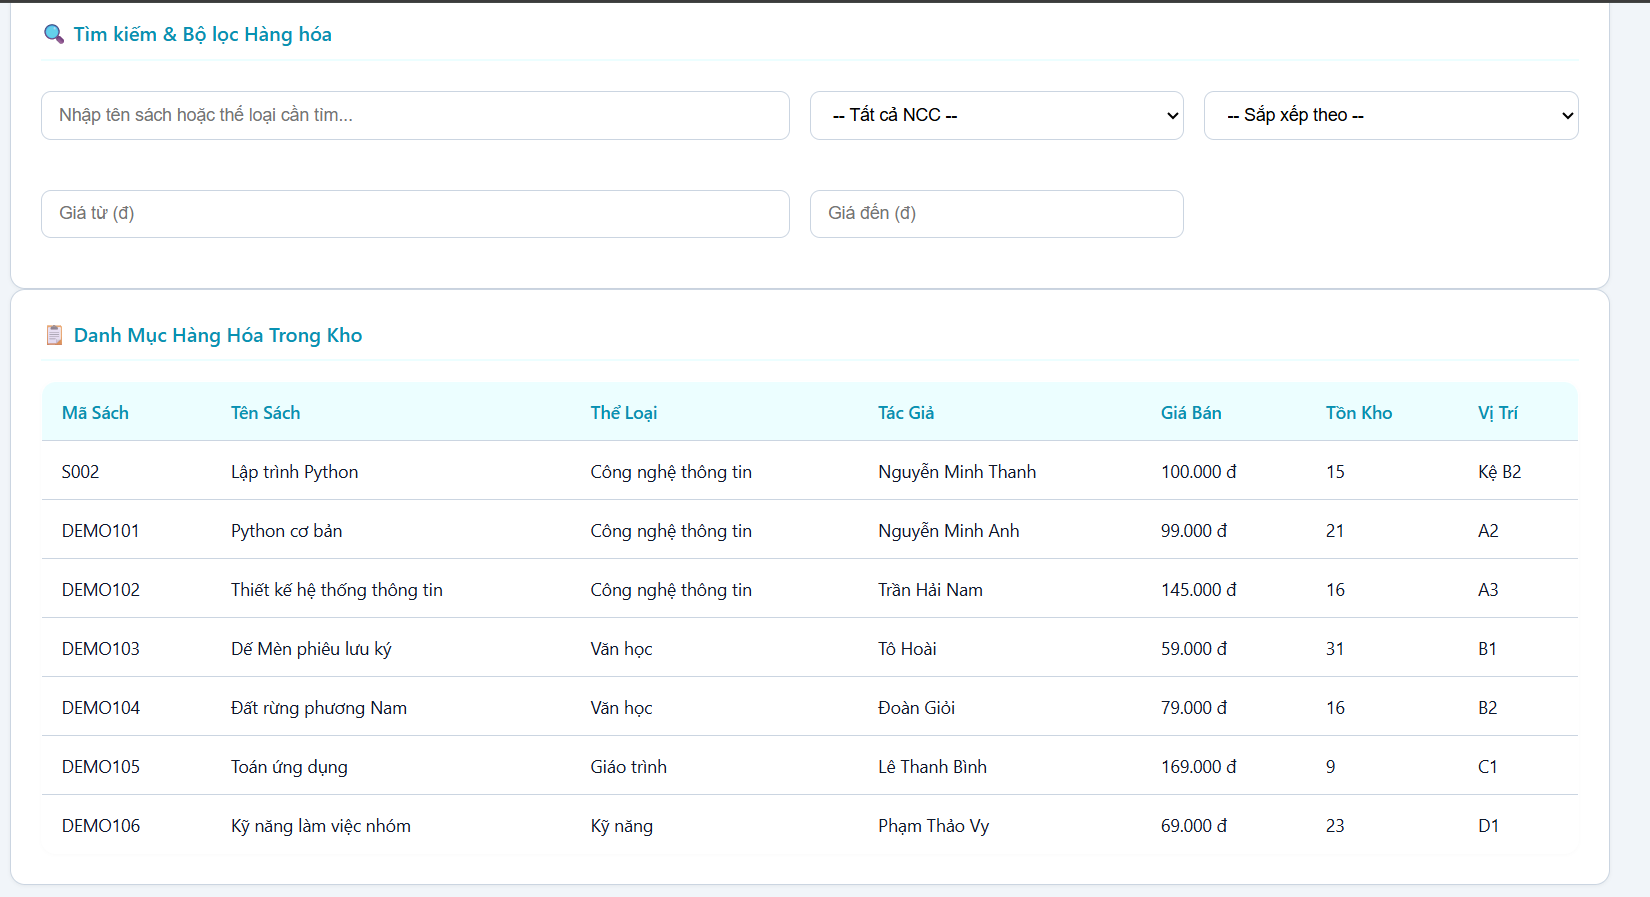 Tìm kiếm & Bộ lọc Hàng hóa
Nhập tên sách hoặc thể loại cần tìm... -- Tất cả NCC -- -- Sắp xếp theo --
Giá từ (đ) Giá đến (đ)
Danh Mục Hàng Hóa Trong Kho
Mã Sách Tên Sách Thể Loại Tác Giả Giá Bán Tồn Kho Vị Trí
S002 Lập trình Python Công nghệ thông tin Nguyễn Minh Thanh 100.000 đ 15 Kệ B2
DEMO101 Python cơ bản Công nghệ thông tin Nguyễn Minh Anh 99.000 đ 21 A2
DEMO102 Thiết kế hệ thống thông tin Công nghệ thông tin Trần Hải Nam 145.000 đ 16 A3
DEMO103 Dế Mèn phiêu lưu ký Văn học Tô Hoài 59.000 đ 31 B1
DEMO104 Đất rừng phương Nam Văn học Đoàn Giỏi 79.000 đ 16 B2
DEMO105 Toán ứng dụng Giáo trình Lê Thanh Bình 169.000 đ 9 C1
DEMO106 Kỹ năng làm việc nhóm Kỹ năng Phạm Thảo Vy 69.000 đ 23 D1